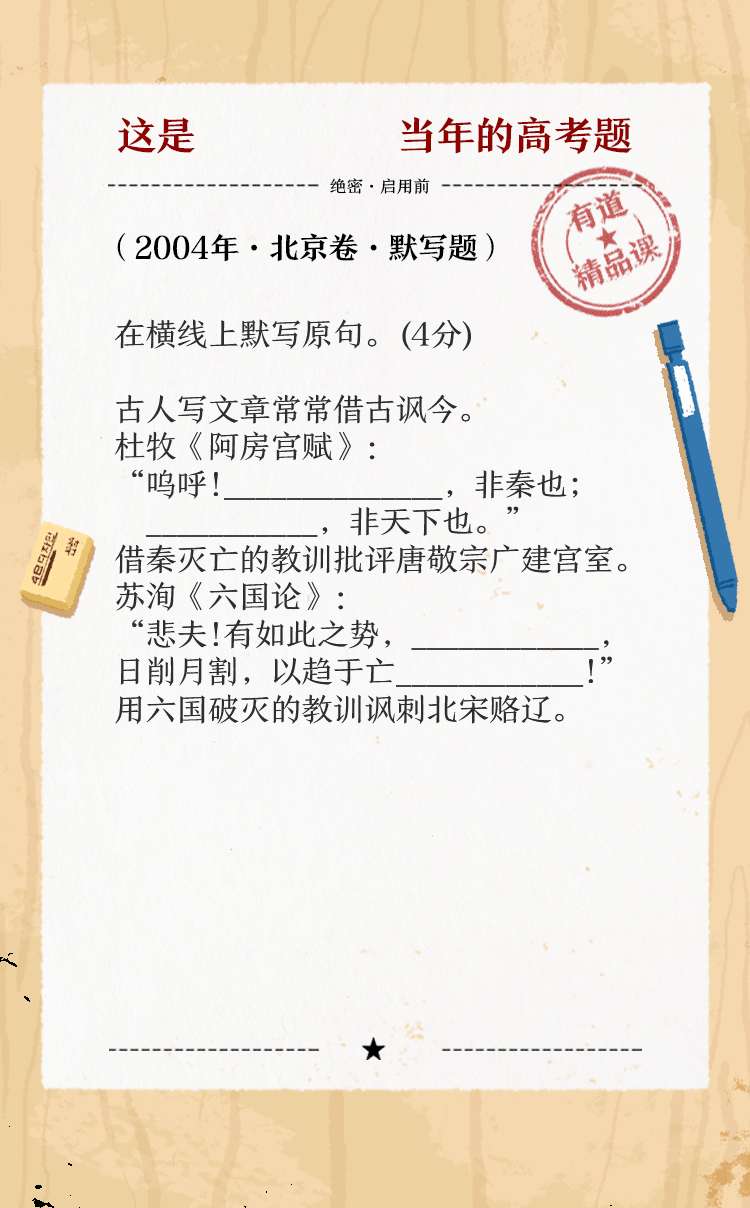 这是 当年的高考题
绝密·启用前
有道
精品课
（2004年·北京卷·默写题）
在横线上默写原句。(4分)
古人写文章常常借古讽今。
杜牧《阿房宫赋》:
“呜呼!______________，非秦也；
___________，非天下也。”
借秦灭亡的教训批评唐敬宗广建宫室。
苏洵《六国论》:
“悲夫!有如此之势，____________，
日削月割，以趋于亡____________!”
用六国破灭的教训讽刺北宋赂辽。